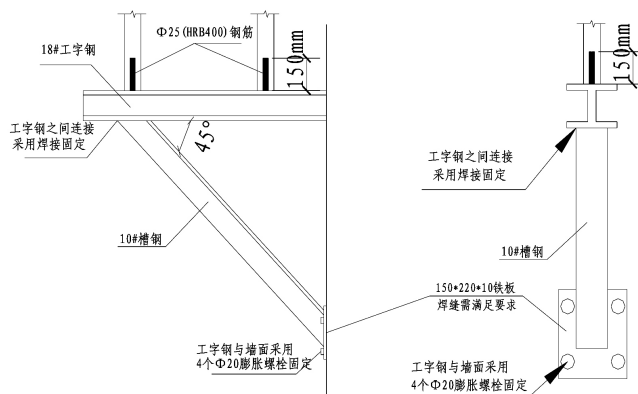 Φ25(HRB400)钢筋
18#工字钢
150mm
工字钢之间连接
采用焊接固定
45°
10#槽钢
工字钢与墙面采用
4个Φ20膨胀螺栓固定
150mm
工字钢之间连接
采用焊接固定
10#槽钢
150*220*10铁板
焊缝需满足要求
工字钢与墙面采用
4个Φ20膨胀螺栓固定